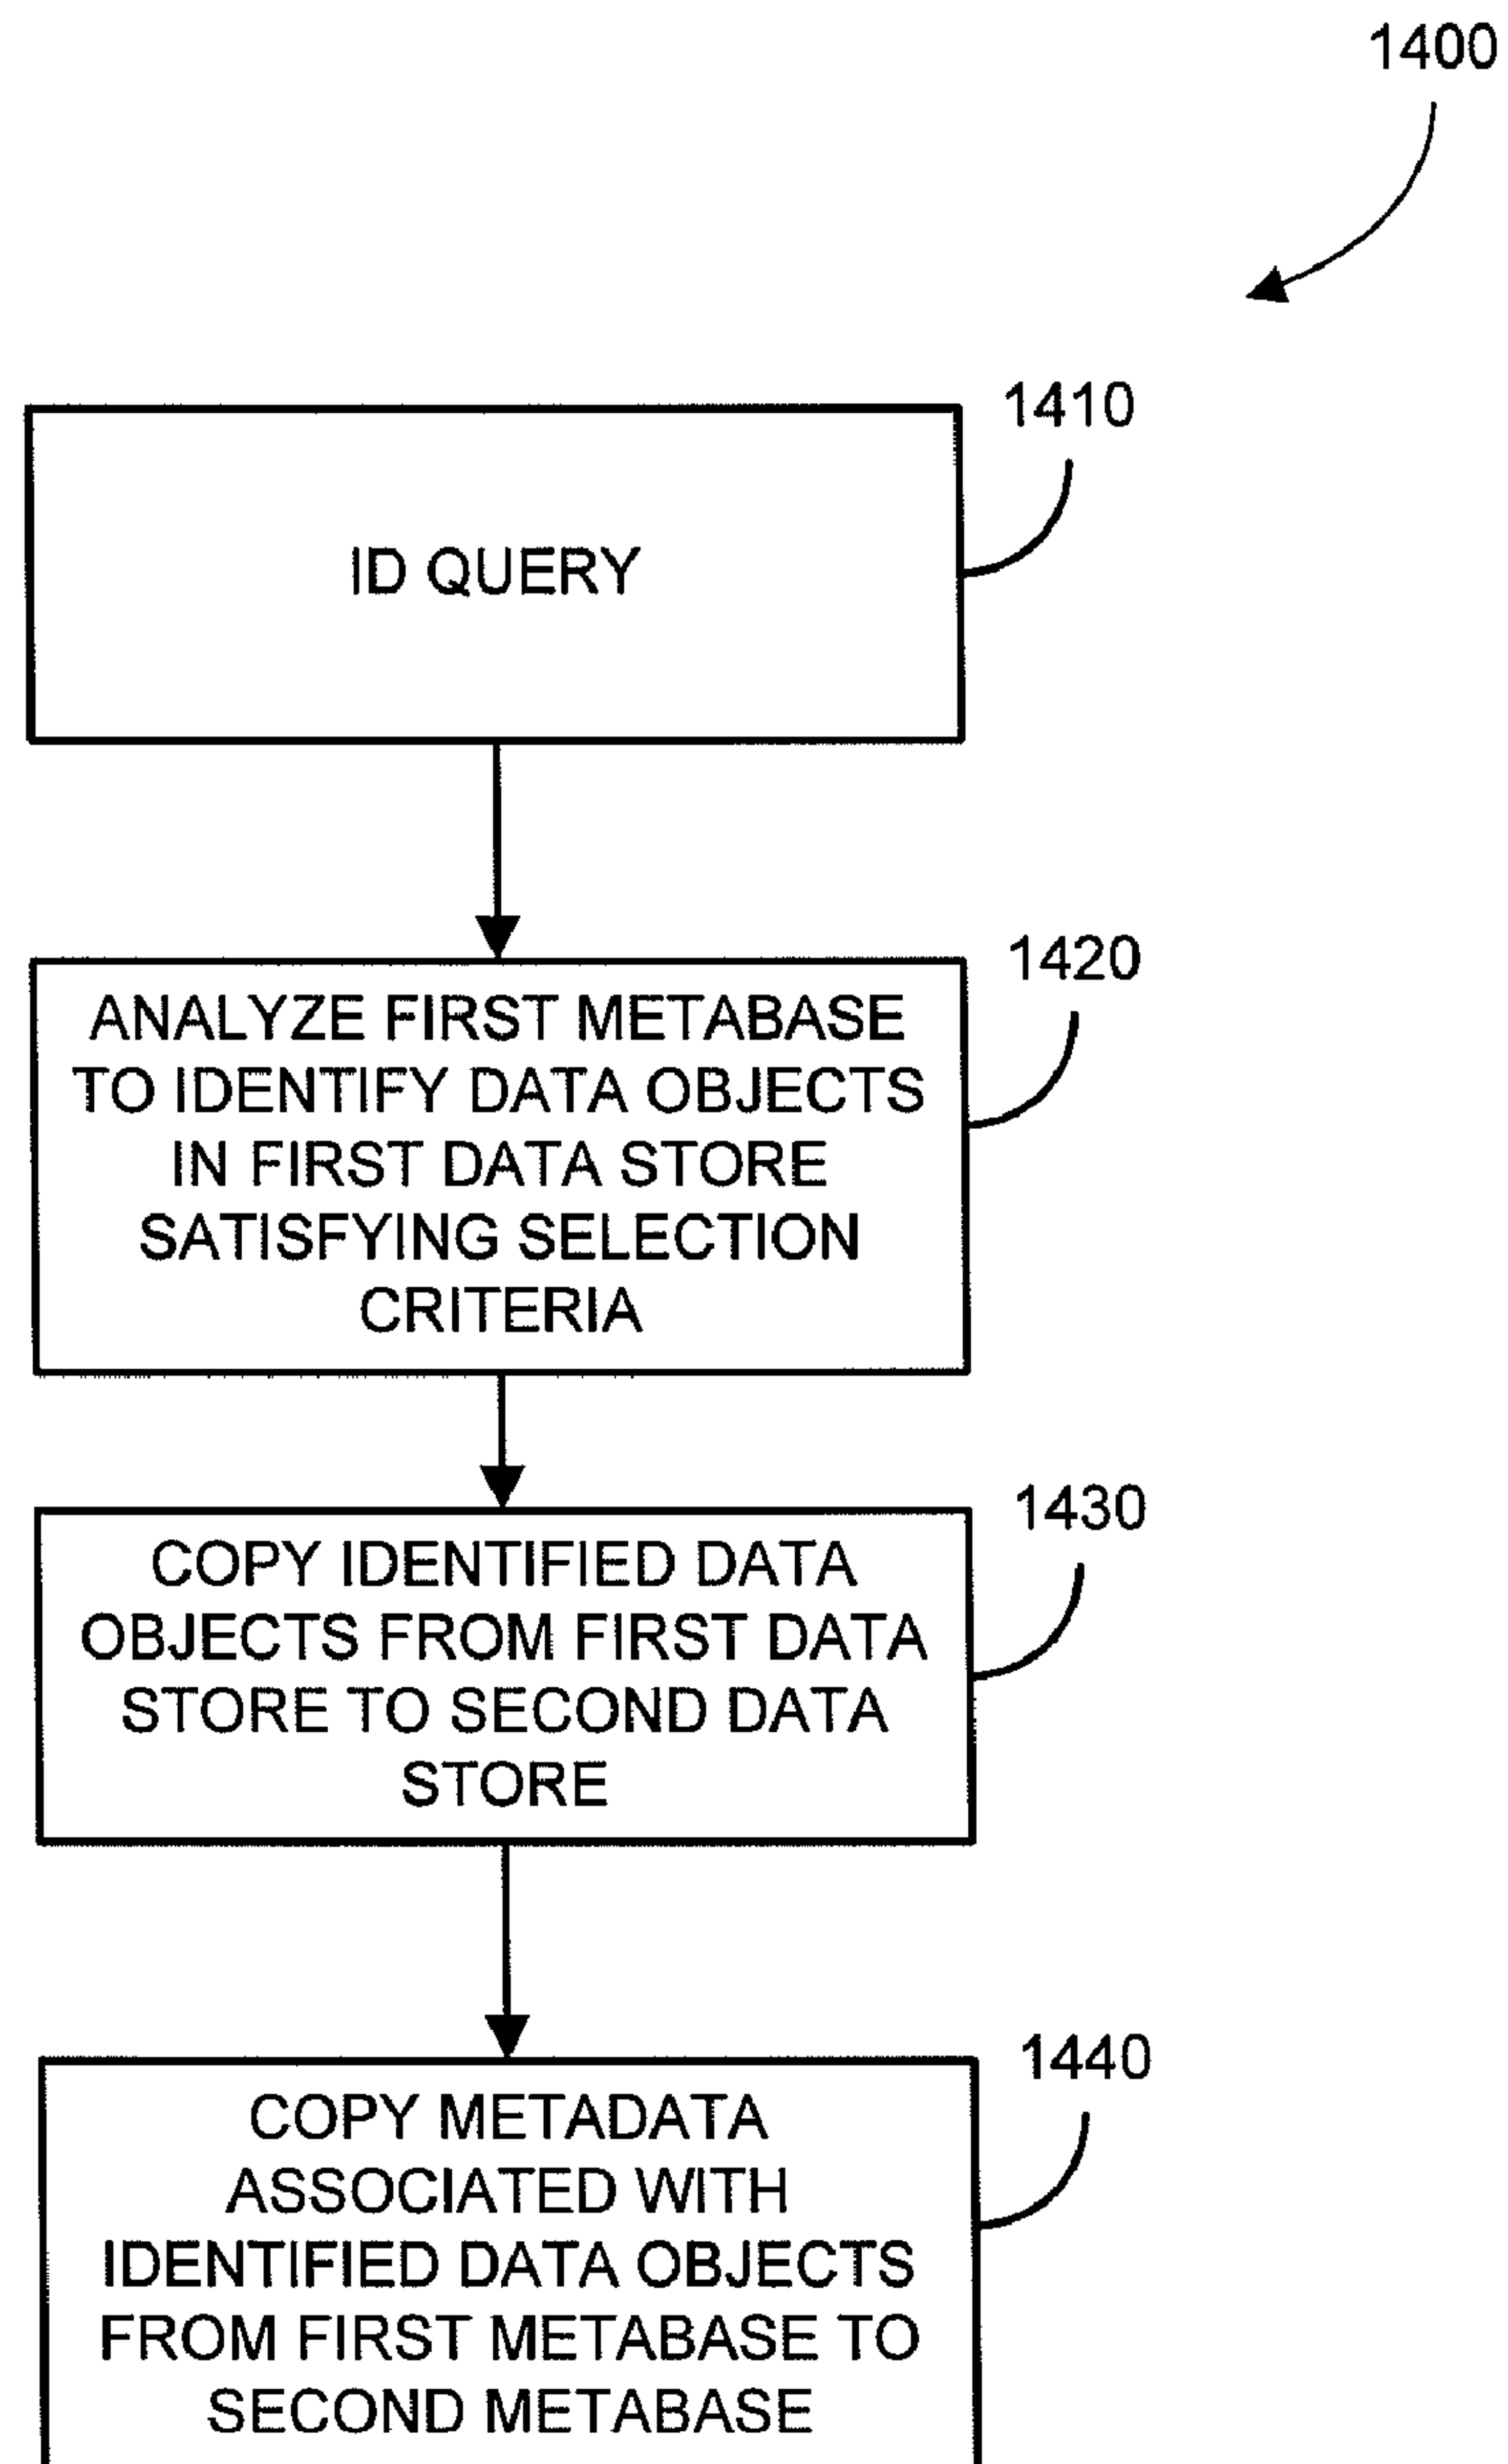 1400
1410
ID QUERY
1420
ANALYZE FIRST METABASE
TO IDENTIFY DATA OBJECTS
IN FIRST DATA STORE
SATISFYING SELECTION
CRITERIA
1430
COPY IDENTIFIED DATA
OBJECTS FROM FIRST DATA
STORE TO SECOND DATA
STORE
1440
COPY METADATA
ASSOCIATED WITH
IDENTIFIED DATA OBJECTS
FROM FIRST METABASE TO
SECOND METABASE